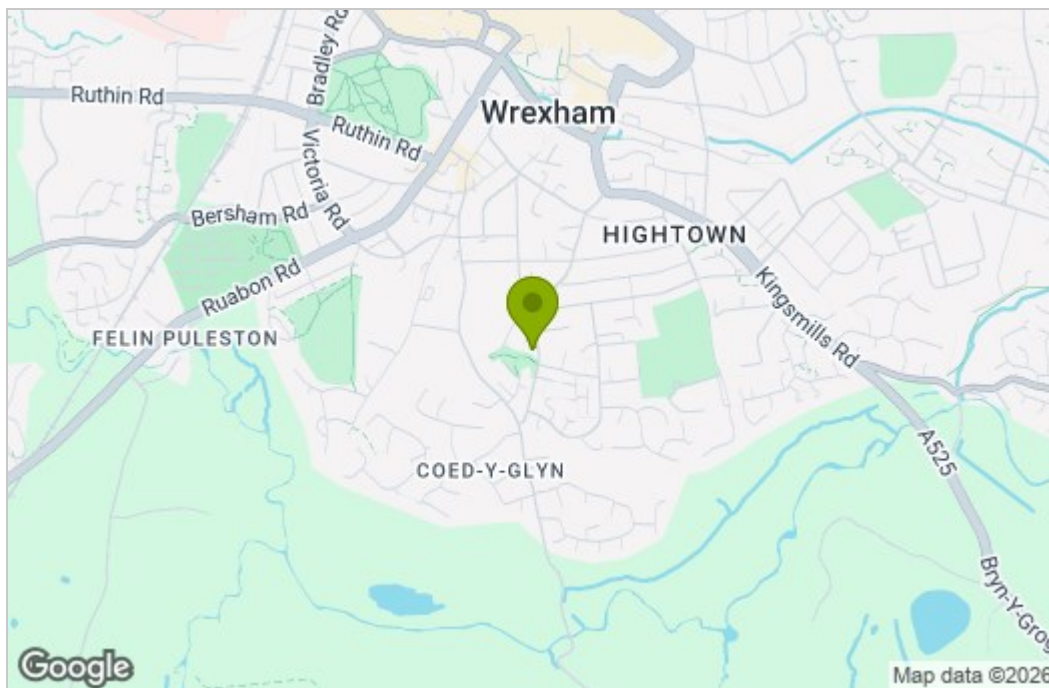 Bradley Rd
Ruthin Rd
Wrexham
Ruthin Rd
Victoria Rd
Bersham Rd
HIGHTOWN
Ruabon Rd
Kingsmills Rd
FELIN PULESTON
COED-Y-GLYN
A525
Bryn-Y-Grog
Google
Map data ©2026